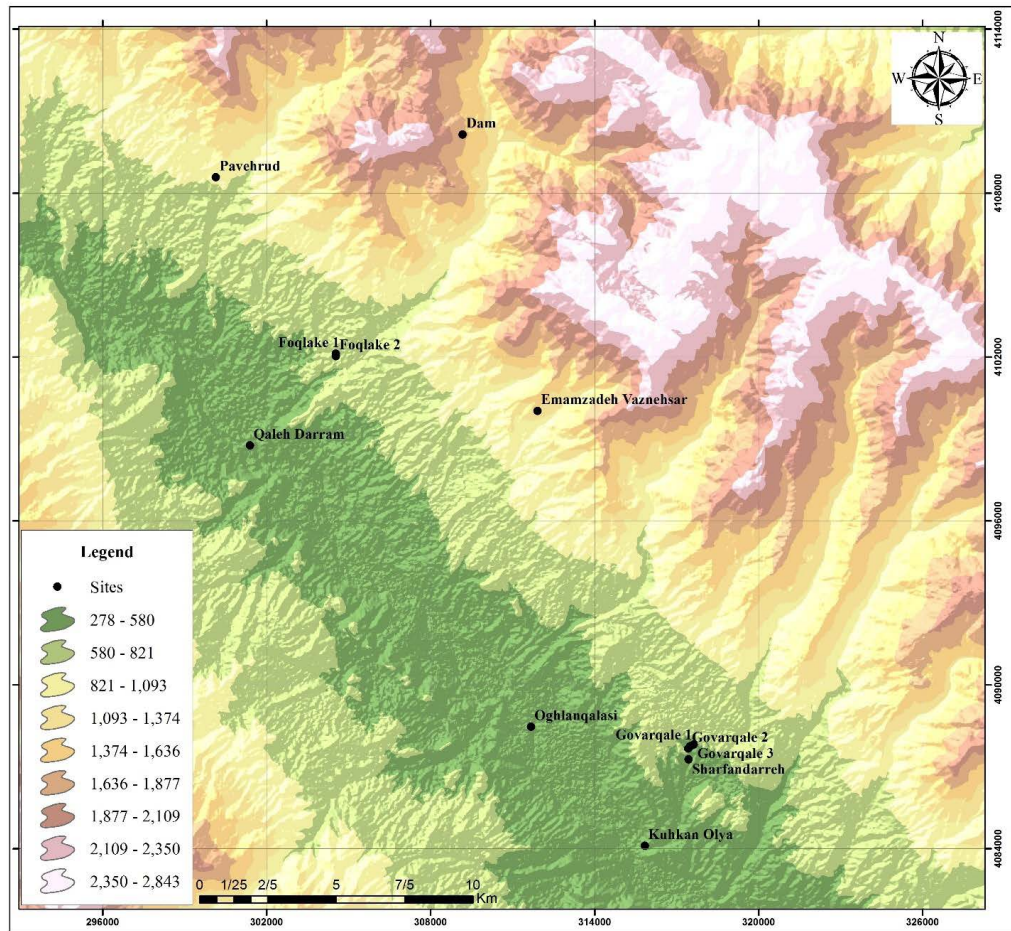 4114000
N
W E
S
Dam
Pavehrud
4108000
Foqlake 1 Foqlake 2
4102000
Emamzadeh Vaznehsar
Qaleh Darram
4096000
Legend
Sites
278 - 580
580 - 821
821 - 1,093
1,093 - 1,374
1,374 - 1,636
1,636 - 1,877
1,877 - 2,109
2,109 - 2,350
2,350 - 2,843
4090000
Oghlanqalasi
Govarqale 1 Govarqale 2
Govarqale 3
Sharfandarreh
Kuhkan Olya
4084000
0 1/25 2/5 5 7/5 10
Km
296000 302000 308000 314000 320000 326000